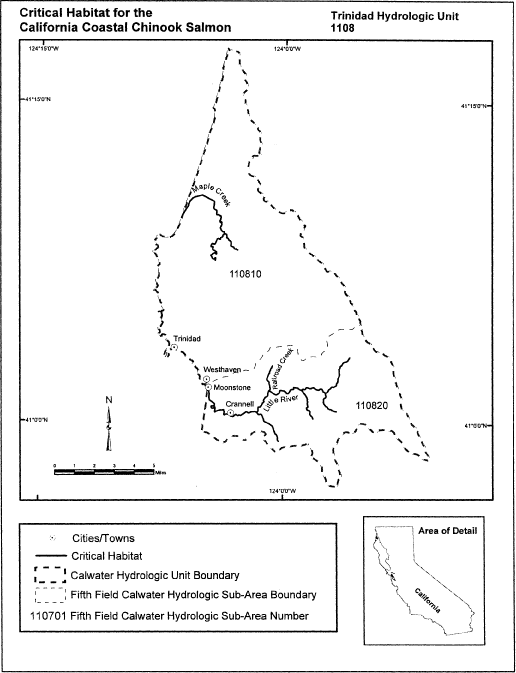 Critical Habitat for the
California Coastal Chinook Salmon
Trinidad Hydrologic Unit
1108
124°15'0"W
124°0'0"W
41°15'0"N
41°15'0"N
Maple Creek
110810
Trinidad
Westhaven
Moonstone
Railroad Creek
Crannell
Little River
110820
41°0'0"N
41°0'0"N
N
0 1 2 3 4 5
Miles
124°0'0"W
Cities/Towns
Critical Habitat
Calwater Hydrologic Unit Boundary
Fifth Field Calwater Hydrologic Sub-Area Boundary
110701 Fifth Field Calwater Hydrologic Sub-Area Number
Area of Detail
California